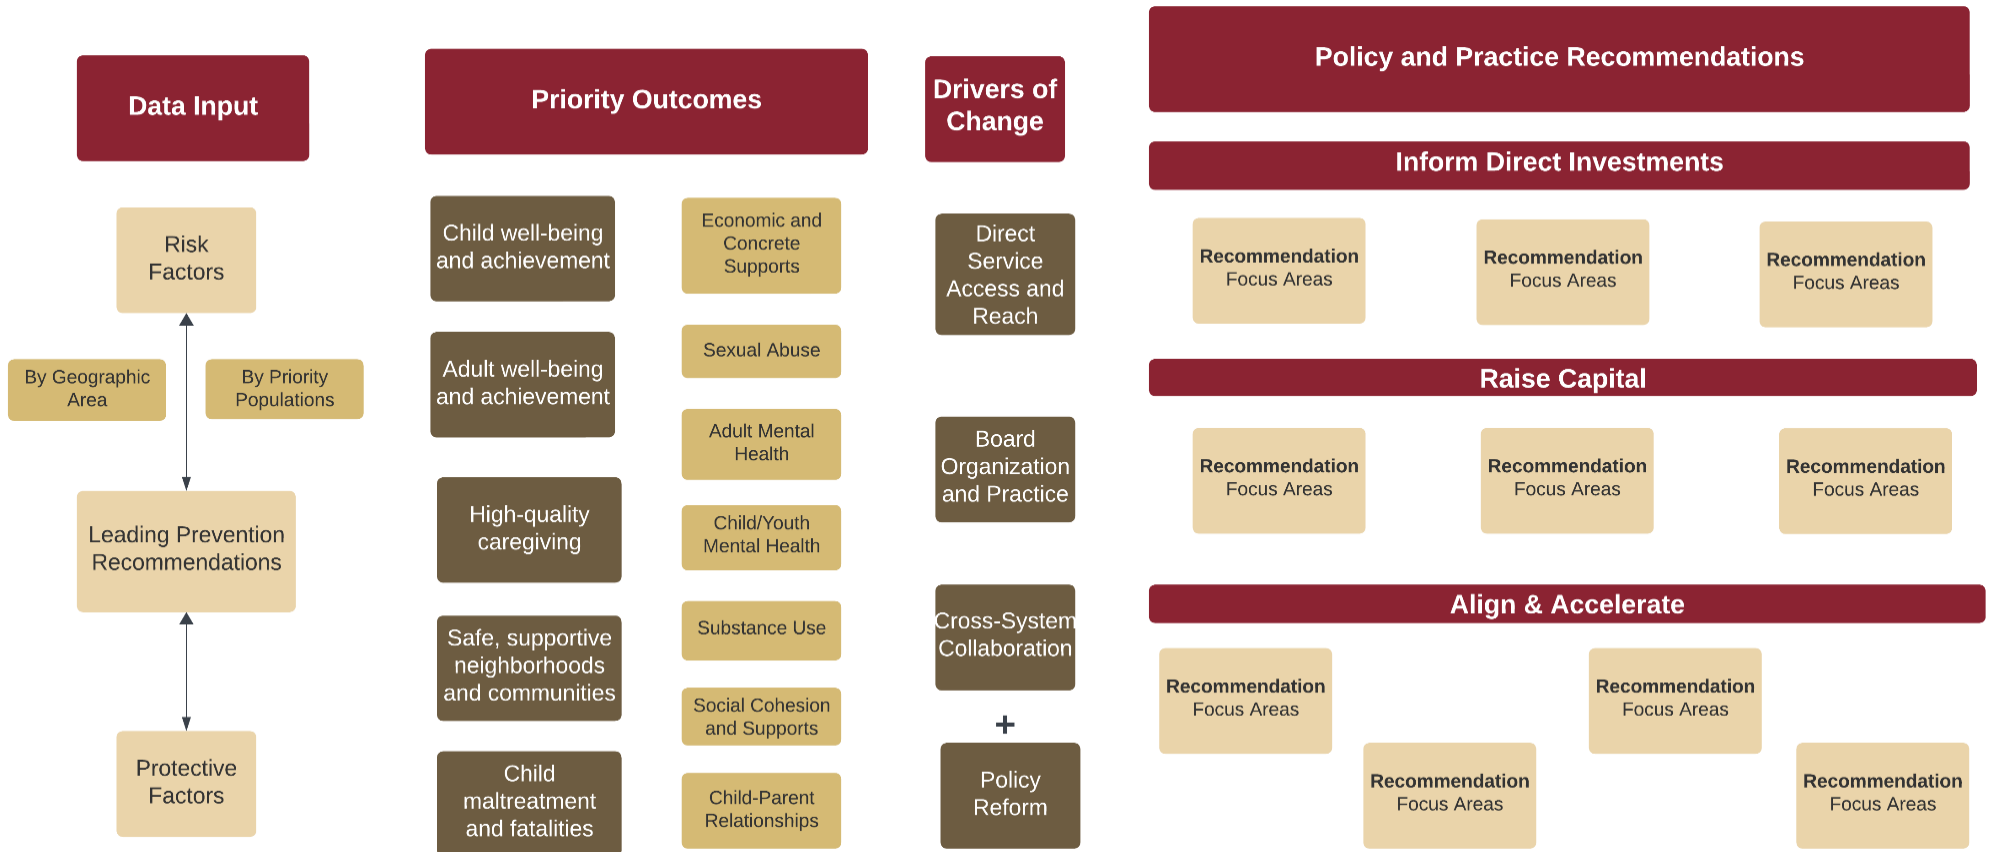 Data Input
Risk
Factors
By Geographic
Area
By Priority
Populations
Leading Prevention
Recommendations
Protective
Factors
Priority Outcomes
Child well-being
and achievement
Adult well-being
and achievement
High-quality
caregiving
Safe, supportive
neighborhoods
and communities
Child
maltreatment
and fatalities
Economic and
Concrete
Supports
Sexual Abuse
Adult Mental
Health
Child/Youth
Mental Health
Substance Use
Social Cohesion
and Supports
Child-Parent
Relationships
Drivers of
Change
Direct
Service
Access and
Reach
Board
Organization
and Practice
Cross-System
Collaboration
+
Policy
Reform
Policy and Practice Recommendations
Inform Direct Investments
Recommendation
Focus Areas
Recommendation
Focus Areas
Recommendation
Focus Areas
Raise Capital
Recommendation
Focus Areas
Recommendation
Focus Areas
Recommendation
Focus Areas
Align & Accelerate
Recommendation
Focus Areas
Recommendation
Focus Areas
Recommendation
Focus Areas
Recommendation
Focus Areas